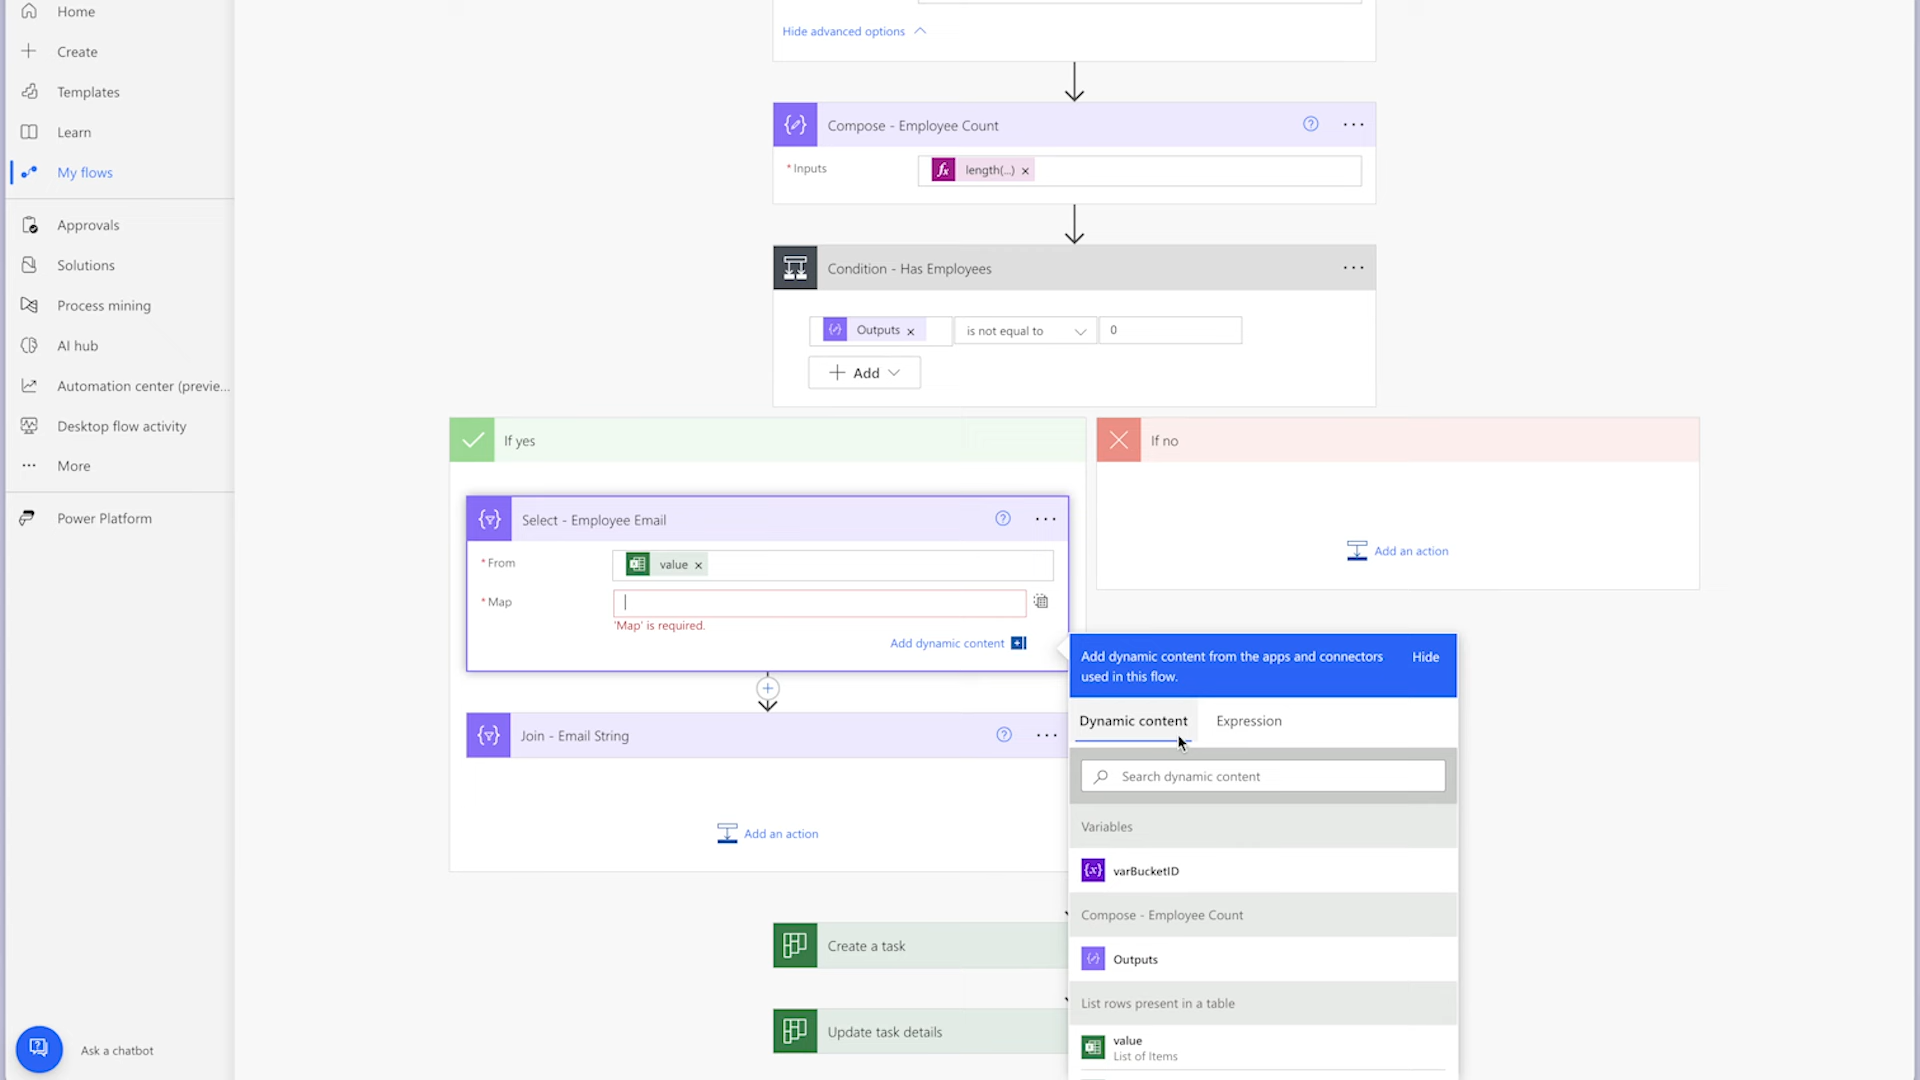 Home
Create
Templates
Learn
My flows
Approvals
Solutions
Process mining
AI hub
Automation center (previe...
Desktop flow activity
More
Power Platform
Ask a chatbot
Hide advanced options
Compose - Employee Count
* Inputs
length(...) ×
Condition - Has Employees
Outputs ×
is not equal to
0
Add
If yes
If no
Select - Employee Email
* From
value ×
* Map
'Map' is required.
Add dynamic content
Add an action
Join - Email String
Add an action
Create a task
Update task details
Add dynamic content from the apps and connectors
used in this flow.
Hide
Dynamic content
Expression
Search dynamic content
Variables
varBucketID
Compose - Employee Count
Outputs
List rows present in a table
value
List of Items